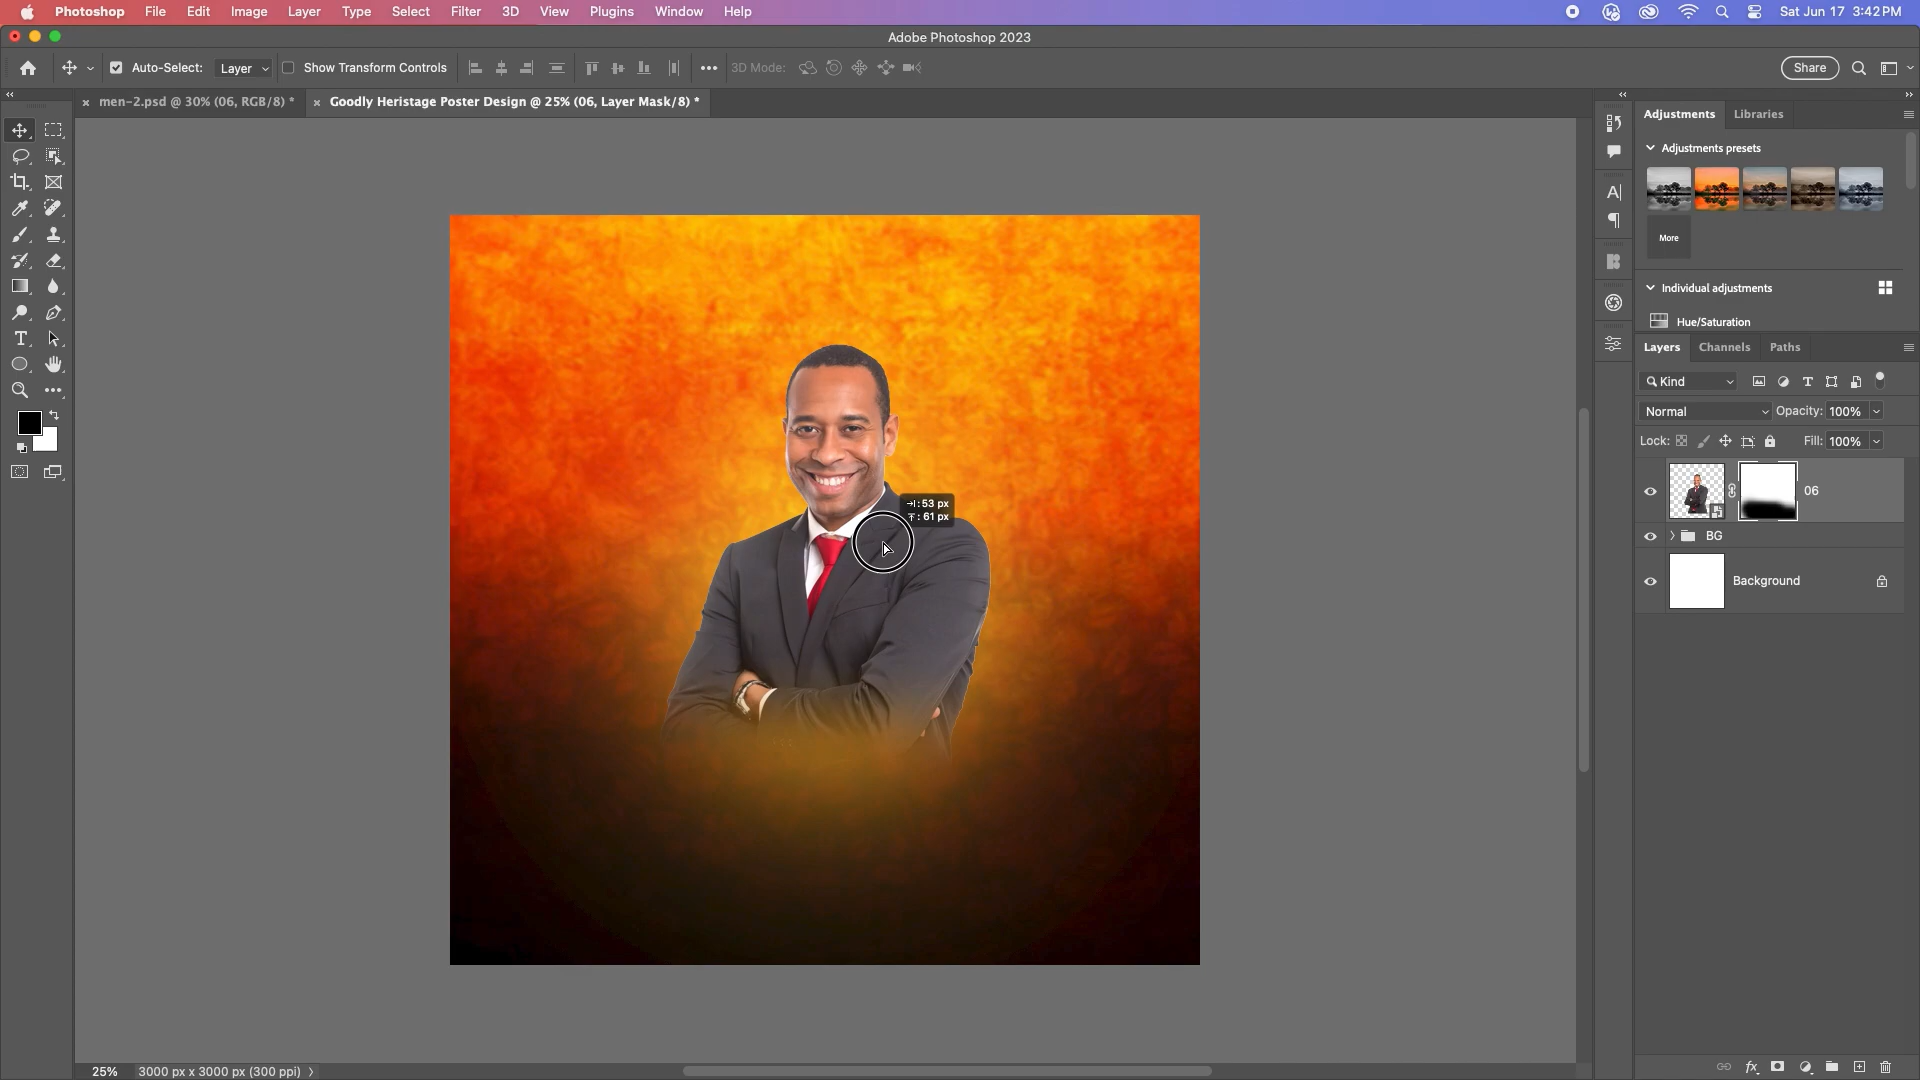 Photoshop File Edit Image Layer Type Select Filter 3D View Plugins Window Help Sat Jun 17 3:42 PM
Adobe Photoshop 2023
Auto-Select: Layer Show Transform Controls 3D Mode: Share
men-2.psd @ 30% (06, RGB/8) * Goodly Heristage Poster Design @ 25% (06, Layer Mask/8) *
Adjustments Libraries
Adjustments presets
More
Individual adjustments
Hue/Saturation
Layers Channels Paths
Kind
Normal Opacity: 100%
Lock: Fill: 100%
06
BG
Background
: 53 px
: 61 px
25% 3000 px x 3000 px (300 ppi)